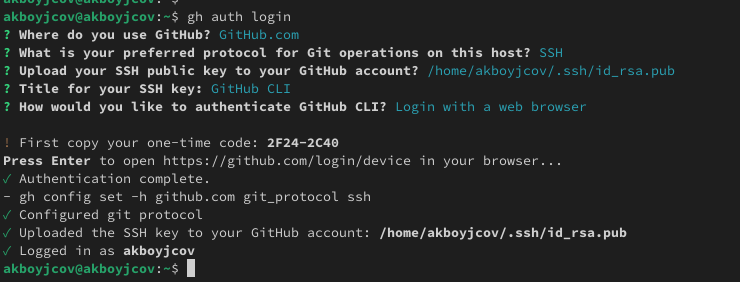 akboyjcov@akboyjcov:~$ gh auth login
? Where do you use GitHub? GitHub.com
? What is your preferred protocol for Git operations on this host? SSH
? Upload your SSH public key to your GitHub account? /home/akboyjcov/.ssh/id_rsa.pub
? Title for your SSH key: GitHub CLI
? How would you like to authenticate GitHub CLI? Login with a web browser
! First copy your one-time code: 2F24-2C40
Press Enter to open https://github.com/login/device in your browser...
✓ Authentication complete.
- gh config set -h github.com git_protocol ssh
✓ Configured git protocol
✓ Uploaded the SSH key to your GitHub account: /home/akboyjcov/.ssh/id_rsa.pub
✓ Logged in as akboyjcov
akboyjcov@akboyjcov:~$